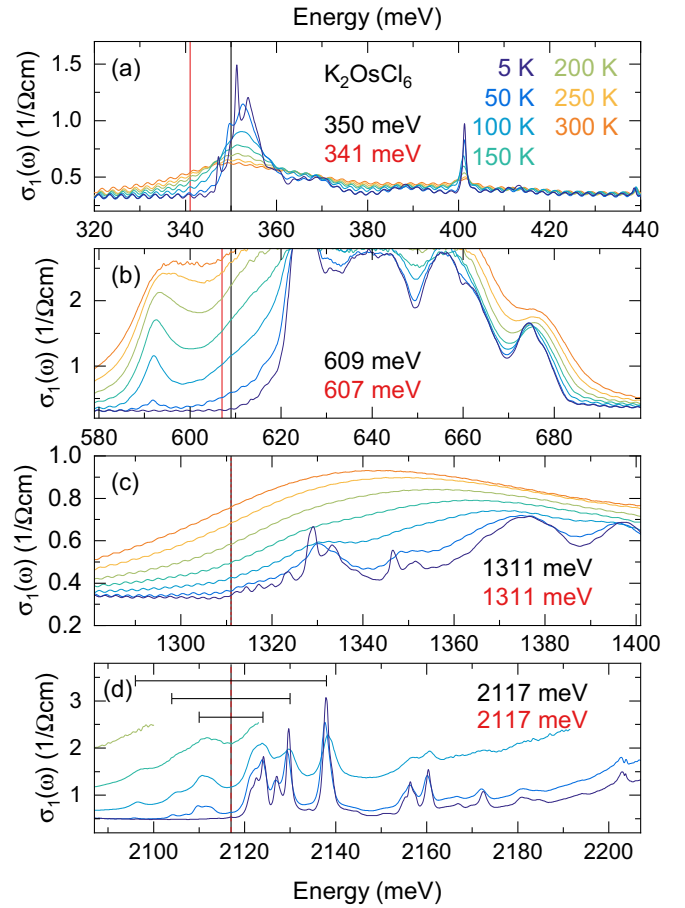 Energy (meV)
(a)
K₂OsCl₆
350 meV
341 meV
5 K
50 K
100 K
150 K
200 K
250 K
300 K
σ₁(ω) (1/Ωcm)
1.5
1.0
0.5
320 340 360 380 400 420 440
(b)
609 meV
607 meV
σ₁(ω) (1/Ωcm)
2
1
580 600 620 640 660 680
(c)
1311 meV
1311 meV
σ₁(ω) (1/Ωcm)
1.0
0.8
0.6
0.4
0.2
1300 1320 1340 1360 1380 1400
(d)
2117 meV
2117 meV
σ₁(ω) (1/Ωcm)
3
2
1
2100 2120 2140 2160 2180 2200
Energy (meV)